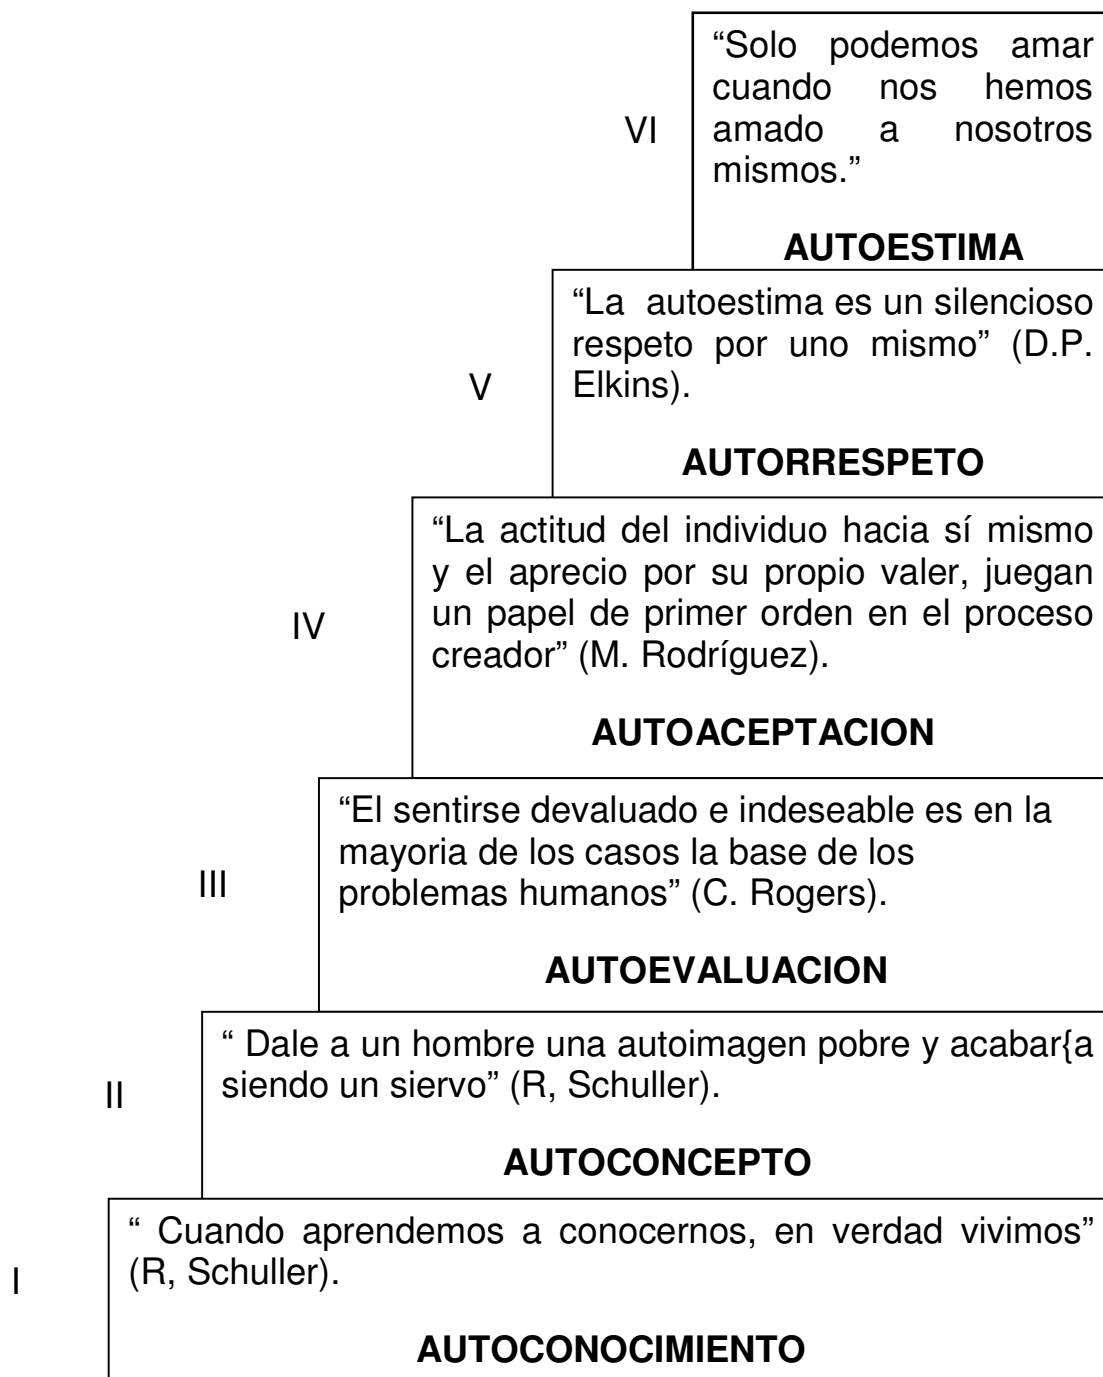 “Solo podemos amar
cuando nos hemos
amado a nosotros
mismos.”
VI
AUTOESTIMA
“La autoestima es un silencioso
respeto por uno mismo” (D.P.
Elkins).
V
AUTORRESPETO
“La actitud del individuo hacia sí mismo
y el aprecio por su propio valer, juegan
un papel de primer orden en el proceso
creador” (M. Rodríguez).
IV
AUTOACEPTACION
“El sentirse devaluado e indeseable es en la
mayoria de los casos la base de los
problemas humanos” (C. Rogers).
III
AUTOEVALUACION
“ Dale a un hombre una autoimagen pobre y acabar{a
siendo un siervo” (R, Schuller).
II
AUTOCONCEPTO
“ Cuando aprendemos a conocernos, en verdad vivimos”
(R, Schuller).
I
AUTOCONOCIMIENTO